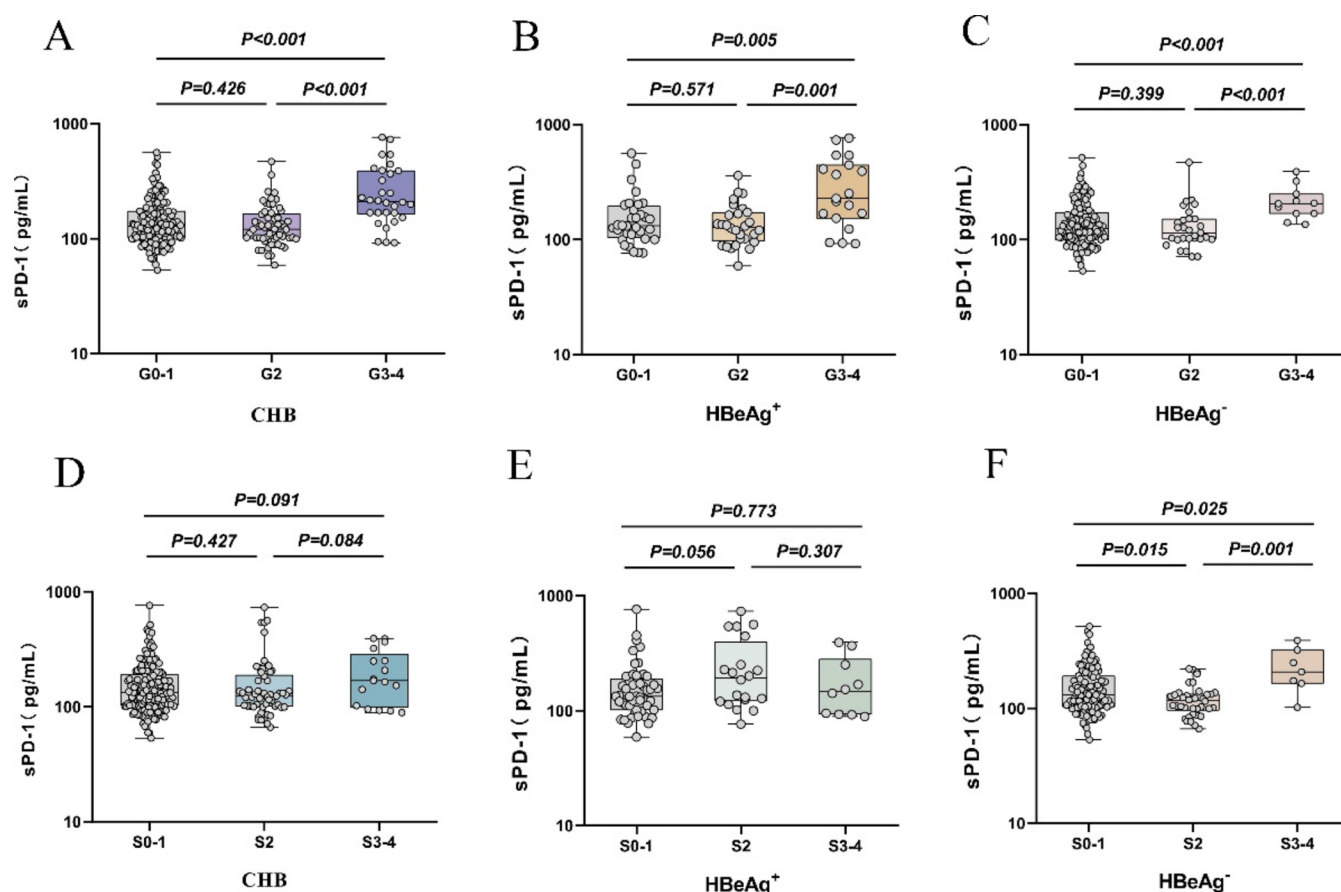 A
P<0.001
P=0.426 P<0.001
1000
100
10
sPD-1 ( pg/mL)
G0-1 G2 G3-4
CHB
B
P=0.005
P=0.571 P=0.001
1000
100
10
sPD-1 ( pg/mL)
G0-1 G2 G3-4
HBeAg⁺
C
P<0.001
P=0.399 P<0.001
1000
100
10
sPD-1 ( pg/mL)
G0-1 G2 G3-4
HBeAg⁻
D
P=0.091
P=0.427 P=0.084
1000
100
10
sPD-1 ( pg/mL)
S0-1 S2 S3-4
CHB
E
P=0.773
P=0.056 P=0.307
1000
100
10
sPD-1 ( pg/mL)
S0-1 S2 S3-4
HBeAg⁺
F
P=0.025
P=0.015 P=0.001
1000
100
10
sPD-1 ( pg/mL)
S0-1 S2 S3-4
HBeAg⁻